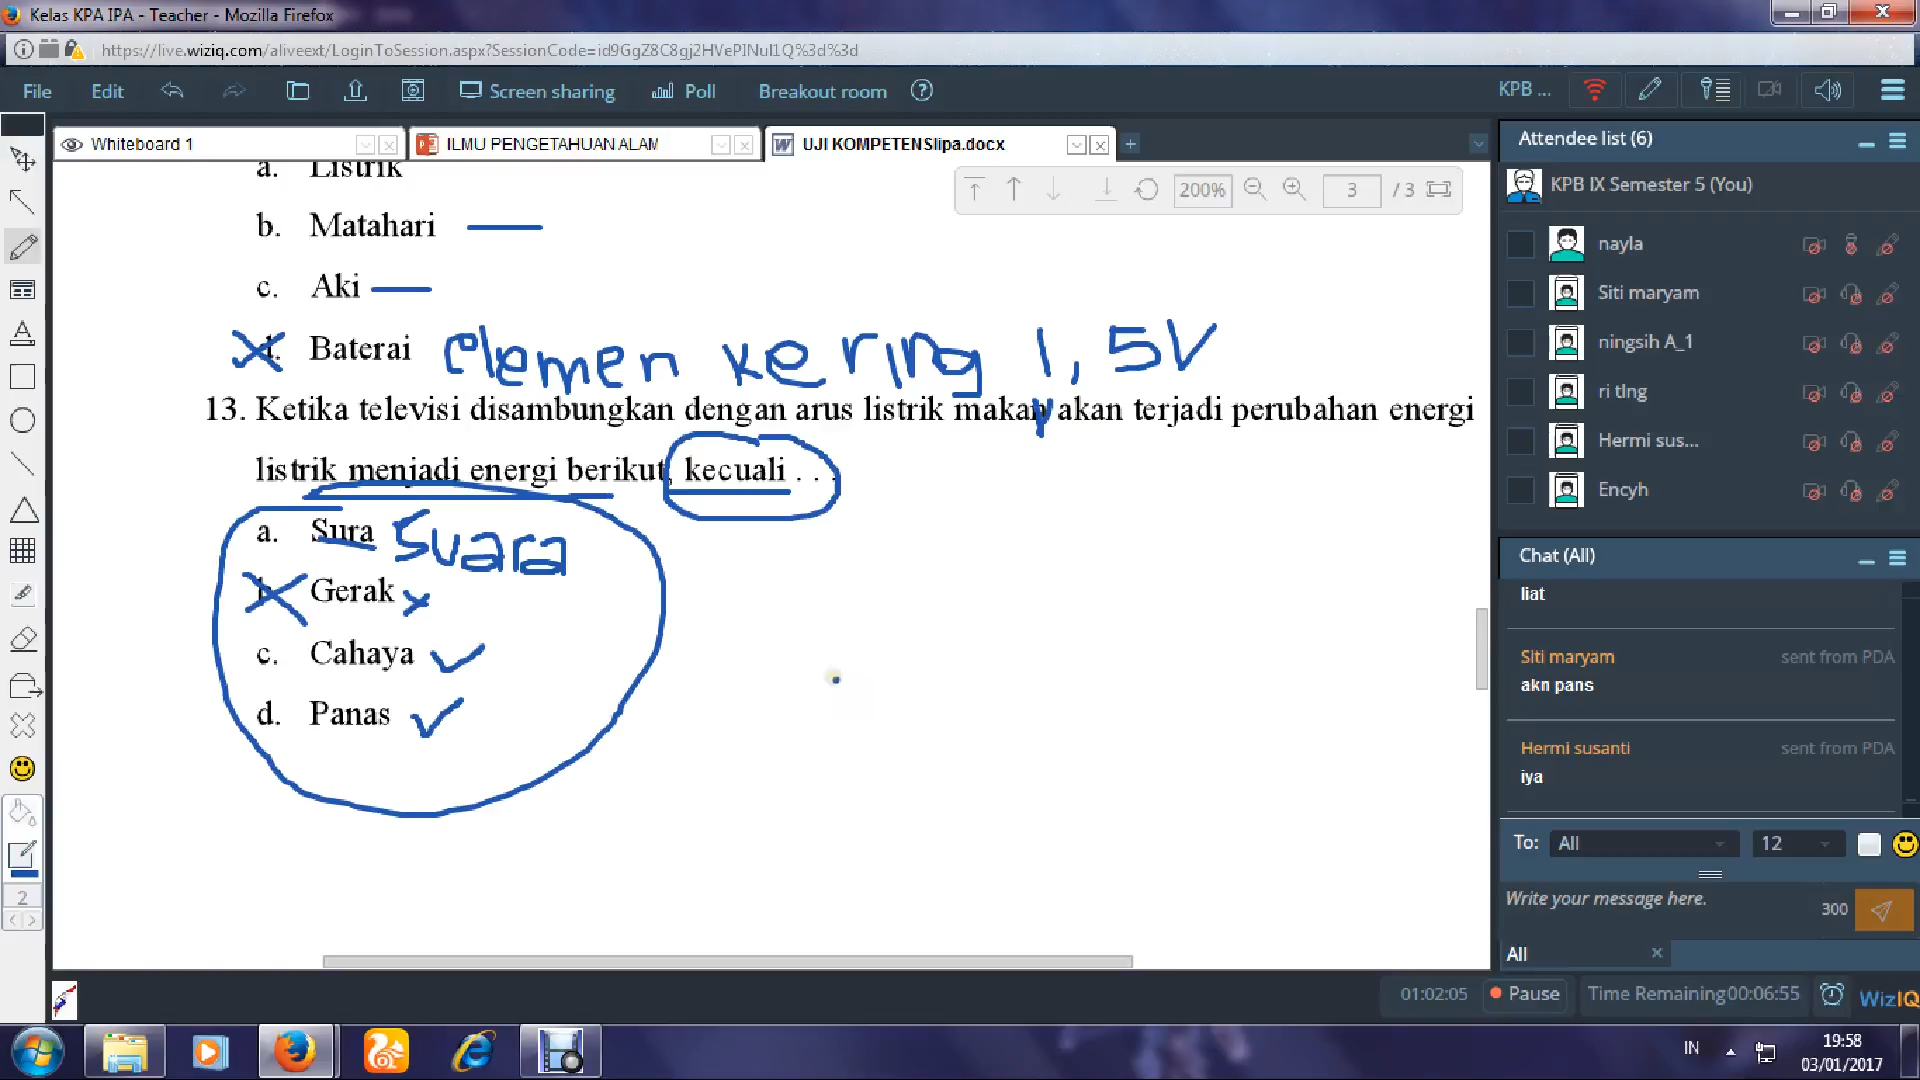 Kelas KPA IPA - Teacher - Mozilla Firefox
https://live.wiziq.com/aliveext/LoginToSession.aspx?SessionCode=id9GgZ8C8gj2HVePINuI1Q%3d%3d
File Edit Screen sharing Poll Breakout room ? KPB ...
Whiteboard 1 ILMU PENGETAHUAN ALAM UJI KOMPETENSIipa.docx
200% 3 / 3
a. Listrik
b. Matahari
c. Aki
d. Baterai elemen kering 1,5V
13. Ketika televisi disambungkan dengan arus listrik makan akan terjadi perubahan energi
listrik menjadi energi berikut, kecuali . . .
a. Sura Suara
b. Gerak
c. Cahaya
d. Panas
2
Attendee list (6)
KPB IX Semester 5 (You)
nayla
Siti maryam
ningsih A_1
ri tlng
Hermi sus...
Encyh
Chat (All)
liat
Siti maryam sent from PDA
akn pans
Hermi susanti sent from PDA
iya
To: All 12
Write your message here. 300
All
01:02:05 Pause Time Remaining00:06:55 WizIQ
IN 19:58
03/01/2017